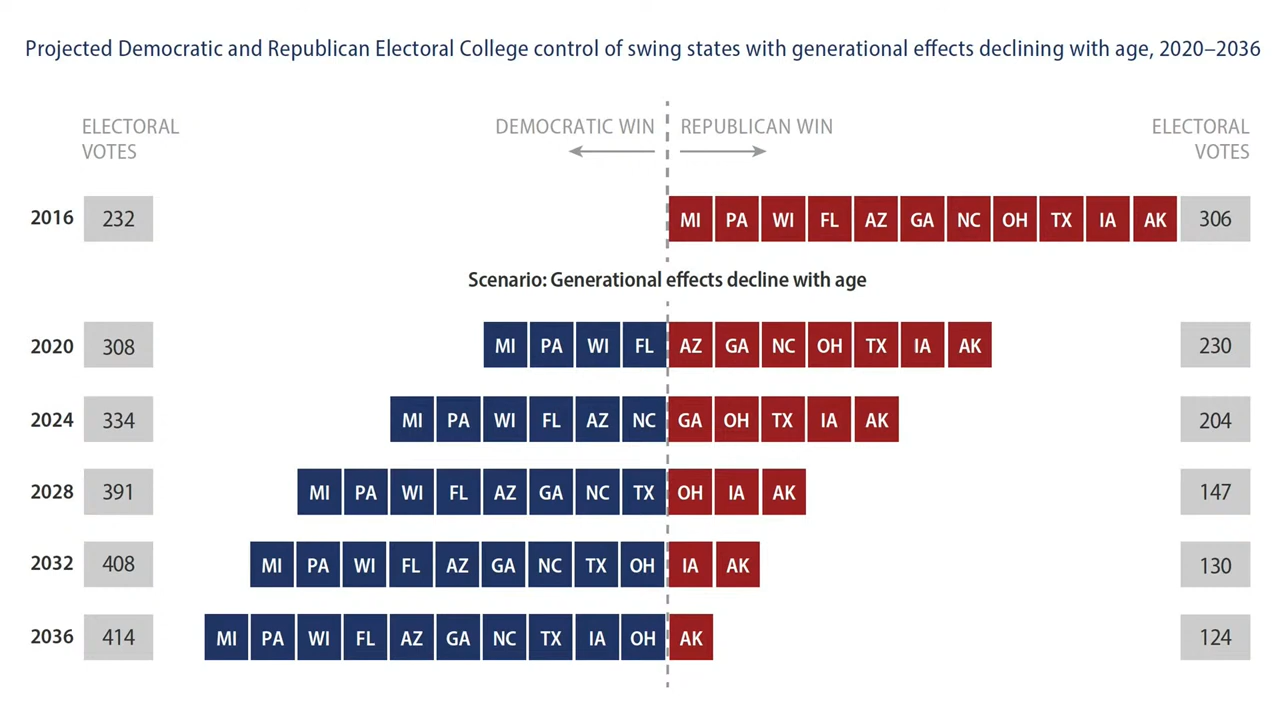 Projected Democratic and Republican Electoral College control of swing states with generational effects declining with age, 2020–2036
ELECTORAL VOTES
DEMOCRATIC WIN
REPUBLICAN WIN
ELECTORAL VOTES
2016 232 MI PA WI FL AZ GA NC OH TX IA AK 306
Scenario: Generational effects decline with age
2020 308 MI PA WI FL AZ GA NC OH TX IA AK 230
2024 334 MI PA WI FL AZ NC GA OH TX IA AK 204
2028 391 MI PA WI FL AZ GA NC TX OH IA AK 147
2032 408 MI PA WI FL AZ GA NC TX OH IA AK 130
2036 414 MI PA WI FL AZ GA NC TX IA OH AK 124